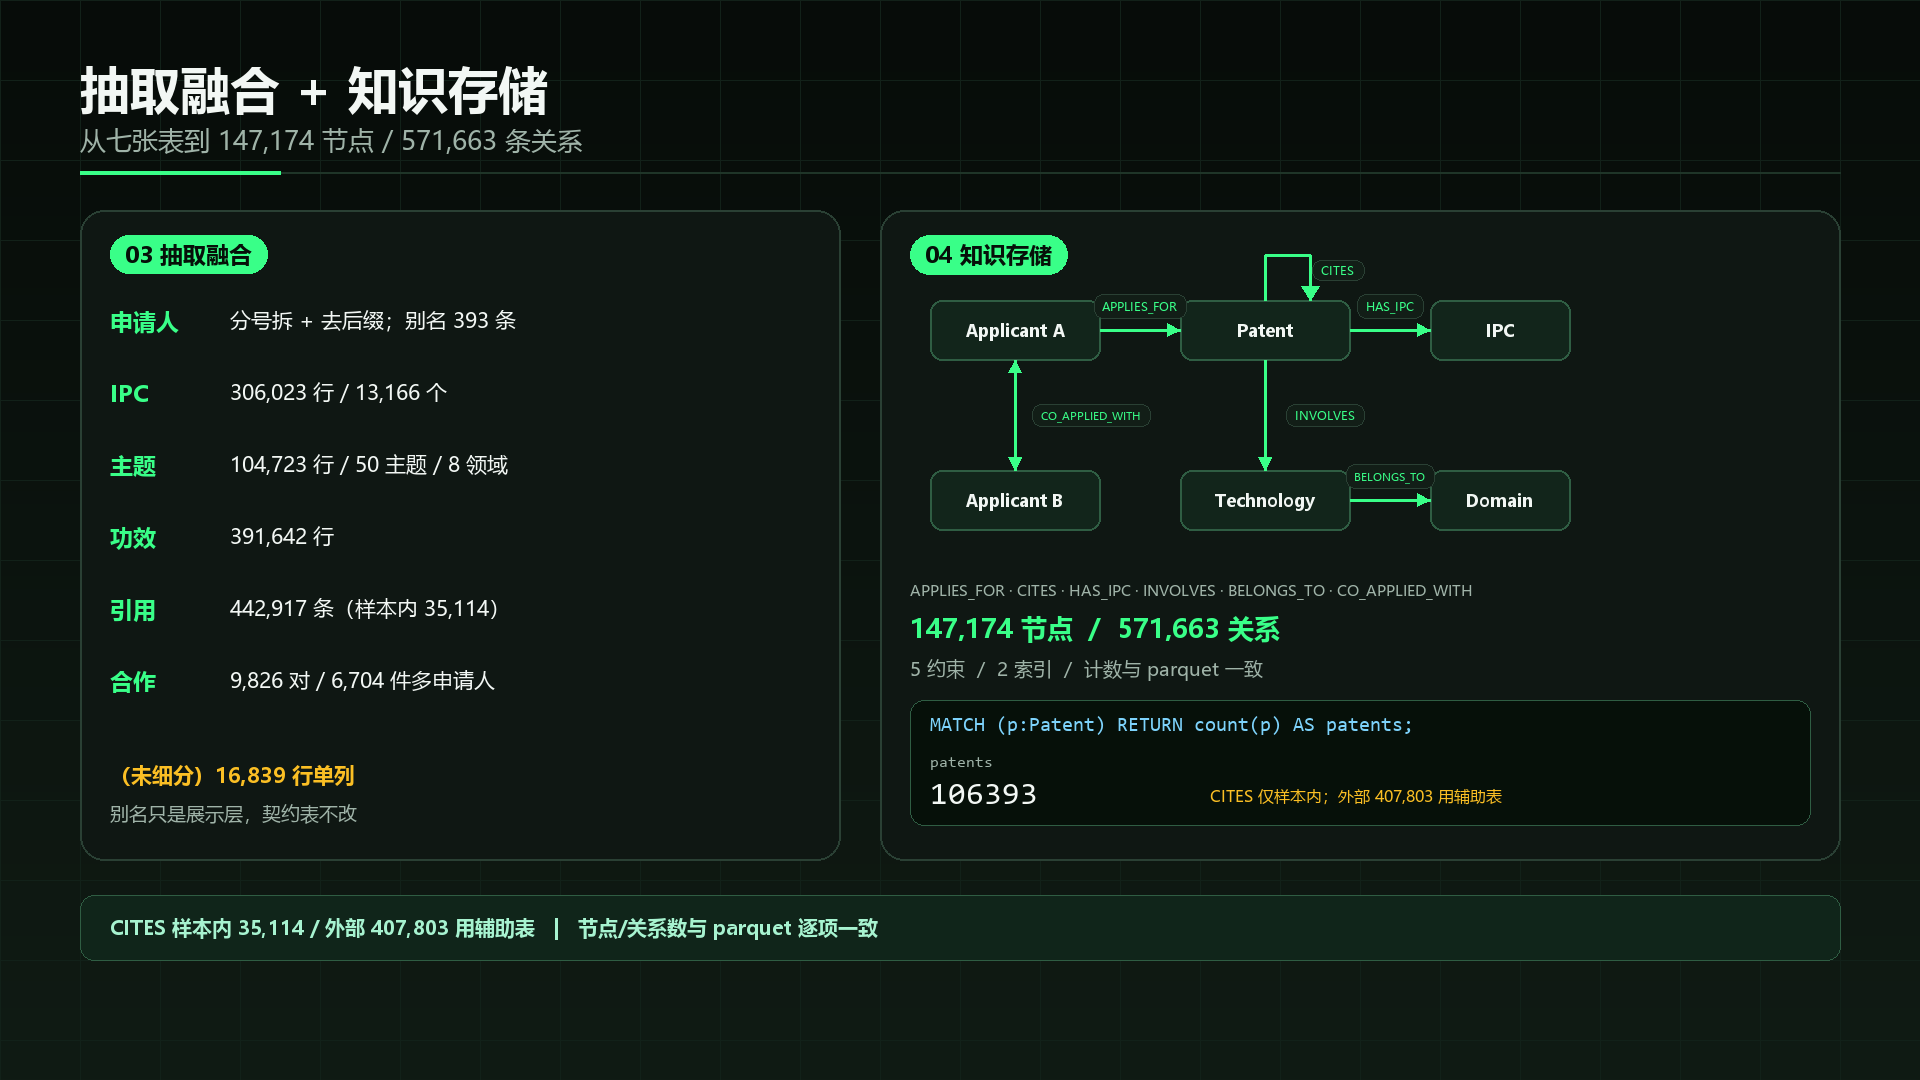 抽取融合 + 知识存储
从七张表到 147,174 节点 / 571,663 条关系
03 抽取融合
申请人 分号拆 + 去后缀；别名 393 条
IPC 306,023 行 / 13,166 个
主题 104,723 行 / 50 主题 / 8 领域
功效 391,642 行
引用 442,917 条（样本内 35,114）
合作 9,826 对 / 6,704 件多申请人
（未细分）16,839 行单列
别名只是展示层，契约表不改
04 知识存储
CITES
APPLIES_FOR
HAS_IPC
Applicant A
Patent
IPC
CO_APPLIED_WITH
INVOLVES
BELONGS_TO
Applicant B
Technology
Domain
APPLIES_FOR · CITES · HAS_IPC · INVOLVES · BELONGS_TO · CO_APPLIED_WITH
147,174 节点 / 571,663 关系
5 约束 / 2 索引 / 计数与 parquet 一致
MATCH (p:Patent) RETURN count(p) AS patents;
patents
106393
CITES 仅样本内；外部 407,803 用辅助表
CITES 样本内 35,114 / 外部 407,803 用辅助表 | 节点/关系数与 parquet 逐项一致